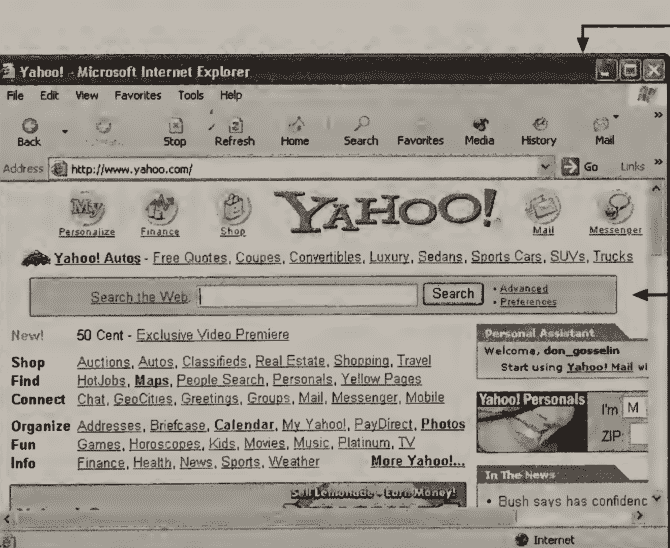 Yahoo! - Microsoft Internet Explorer
File Edit View Favorites Tools Help
Back Stop Refresh Home Search Favorites Media History Mail »
Address http://www.yahoo.com/ Go Links »
My
Personalize Finance Shop YAHOO! Mail Messenger
Yahoo! Autos - Free Quotes, Coupes, Convertibles, Luxury, Sedans, Sports Cars, SUVs, Trucks
Search the Web Search • Advanced
• Preferences
New! 50 Cent - Exclusive Video Premiere
Shop Auctions, Autos, Classifieds, Real Estate, Shopping, Travel
Find HotJobs, Maps, People Search, Personals, Yellow Pages
Connect Chat, GeoCities, Greetings, Groups, Mail, Messenger, Mobile
Organize Addresses, Briefcase, Calendar, My Yahoo!, PayDirect, Photos
Fun Games, Horoscopes, Kids, Movies, Music, Platinum, TV
Info Finance, Health, News, Sports, Weather More Yahoo!...
Sell Lemonade - Earn Money!
Personal Assistant
Welcome, don_gosselin
Start using Yahoo! Mail wi
Yahoo! Personals
I'm M
ZIP:
In The News
• Bush says has confidenc
Internet